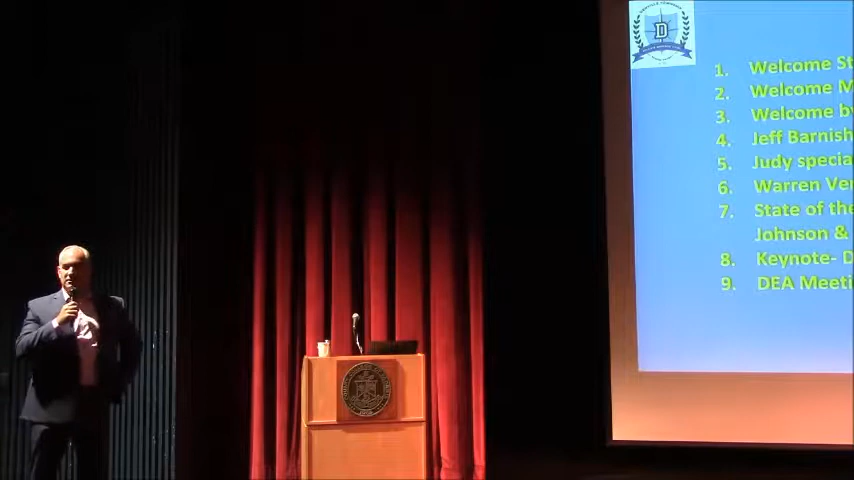 D
1. Welcome St
2. Welcome M
3. Welcome b
4. Jeff Barnish
5. Judy specia
6. Warren Ver
7. State of the
Johnson &
8. Keynote- D
9. DEA Meeti